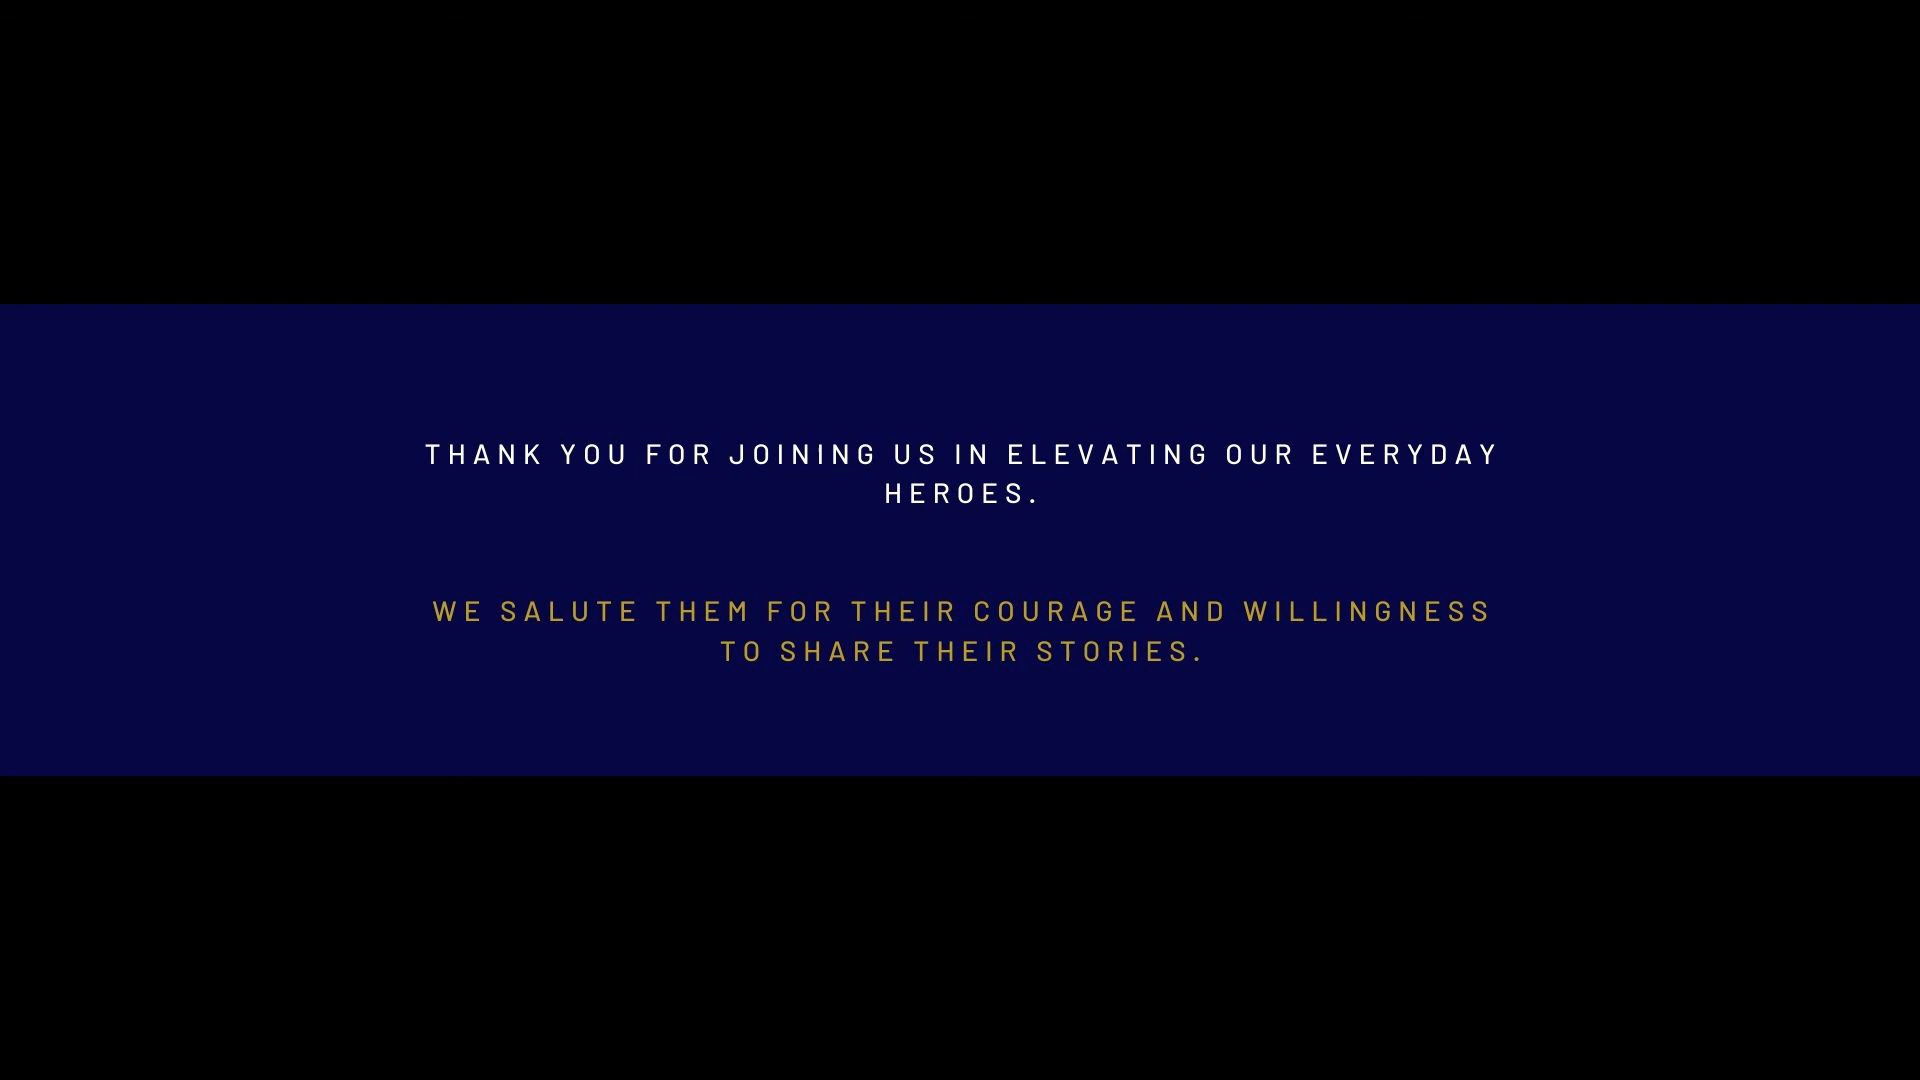 THANK YOU FOR JOINING US IN ELEVATING OUR EVERYDAY
HEROES.
WE SALUTE THEM FOR THEIR COURAGE AND WILLINGNESS
TO SHARE THEIR STORIES.